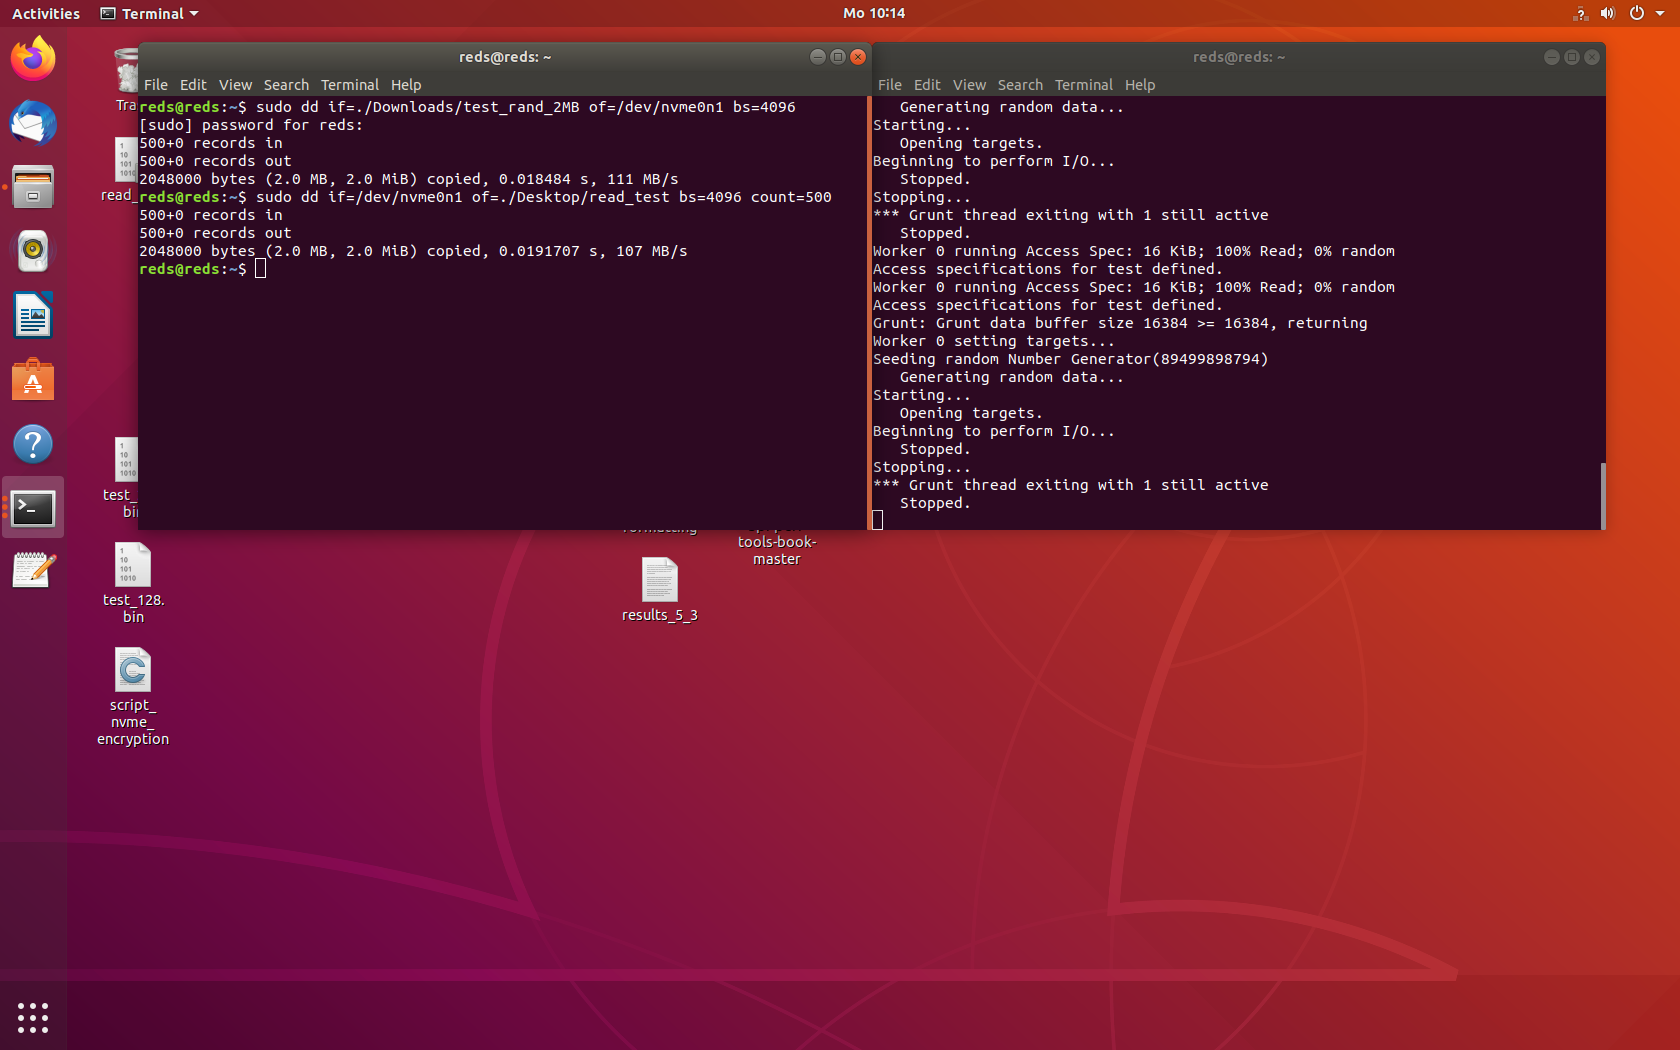 Activities
Terminal
Mo 10:14
reds@reds: ~
File Edit View Search Terminal Help
reds@reds:~$ sudo dd if=./Downloads/test_rand_2MB of=/dev/nvme0n1 bs=4096
[sudo] password for reds:
500+0 records in
500+0 records out
2048000 bytes (2.0 MB, 2.0 MiB) copied, 0.018484 s, 111 MB/s
reds@reds:~$ sudo dd if=/dev/nvme0n1 of=./Desktop/read_test bs=4096 count=500
500+0 records in
500+0 records out
2048000 bytes (2.0 MB, 2.0 MiB) copied, 0.0191707 s, 107 MB/s
reds@reds:~$
reds@reds: ~
File Edit View Search Terminal Help
Generating random data...
Starting...
Opening targets.
Beginning to perform I/O...
Stopped.
Stopping...
*** Grunt thread exiting with 1 still active
Stopped.
Worker 0 running Access Spec: 16 KiB; 100% Read; 0% random
Access specifications for test defined.
Worker 0 running Access Spec: 16 KiB; 100% Read; 0% random
Access specifications for test defined.
Grunt: Grunt data buffer size 16384 >= 16384, returning
Worker 0 setting targets...
Seeding random Number Generator(89499898794)
Generating random data...
Starting...
Opening targets.
Beginning to perform I/O...
Stopped.
Stopping...
*** Grunt thread exiting with 1 still active
Stopped.
Tra
read_
test_
bi
test_128.
bin
script_
nvme_
encryption
formatting
tools-book-
master
results_5_3